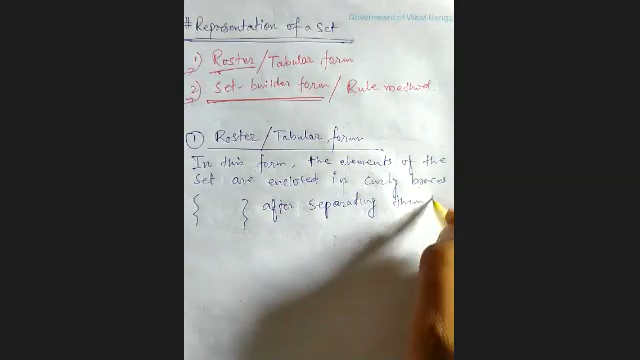 # Representation of a set
Government of West Benga
1) Roster / Tabular form
2) Set-builder form / Rule method.
1 Roster / Tabular form
In this form, the elements of the
set are enclosed in curly braces
{ } after separating them